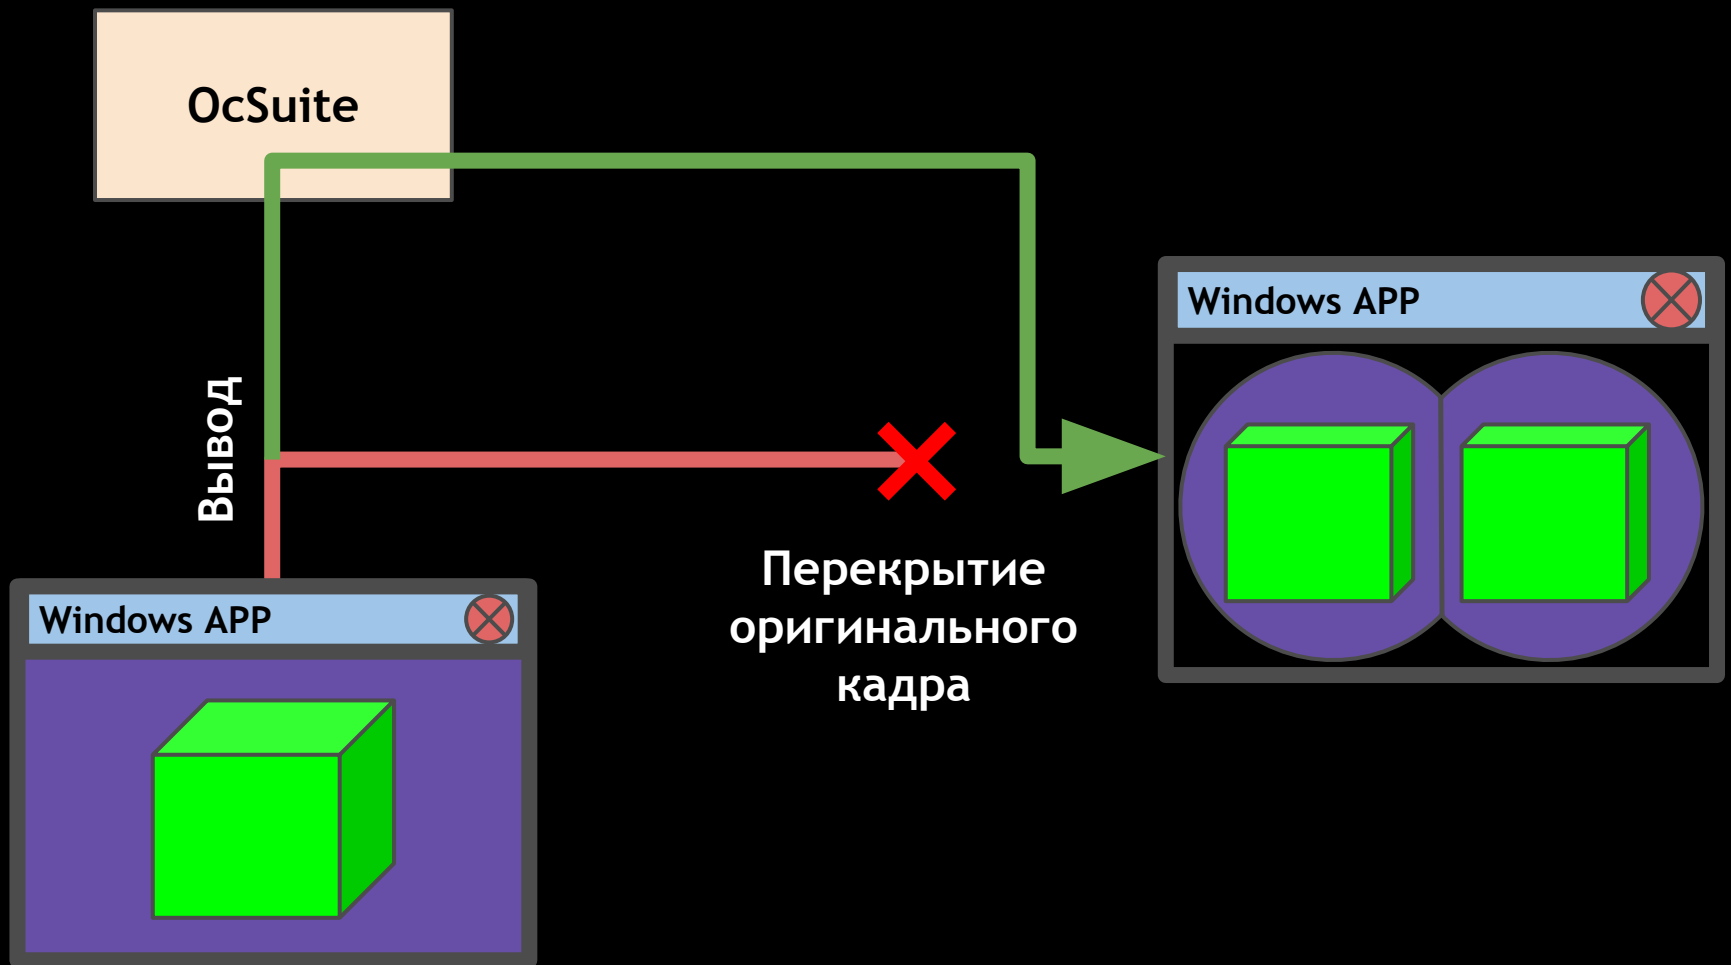 OcSuite
Windows APP
Вывод
Перекрытие
оригинального
кадра
Windows APP